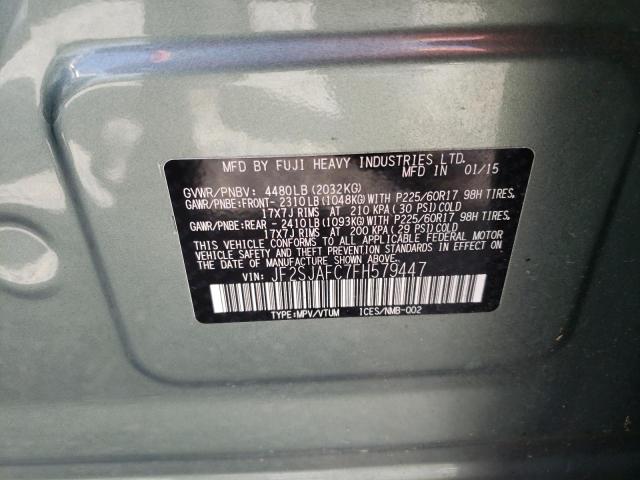 MFD BY FUJI HEAVY INDUSTRIES LTD.
MFD IN 01/15
GVWR/PNBV: 4480LB(2032KG)
GAWR/PNBE:FRONT-2310LB(1048KG)WITH P225/60R17 98H TIRES,
17X7J RIMS AT 210 KPA(30 PSI)COLD
GAWR/PNBE:REAR -2410LB(1093KG)WITH P225/60R17 98H TIRES,
17X7J RIMS AT 200 KPA(29 PSI)COLD
THIS VEHICLE CONFORMS TO ALL APPLICABLE FEDERAL MOTOR
VEHICLE SAFETY AND THEFT PREVENTION STANDARDS IN EFFECT
ON THE DATE OF MANUFACTURE SHOWN ABOVE.
VIN: JF2SJAFC7FH579447
TYPE:MPV/VTUM ICES/NMB-002